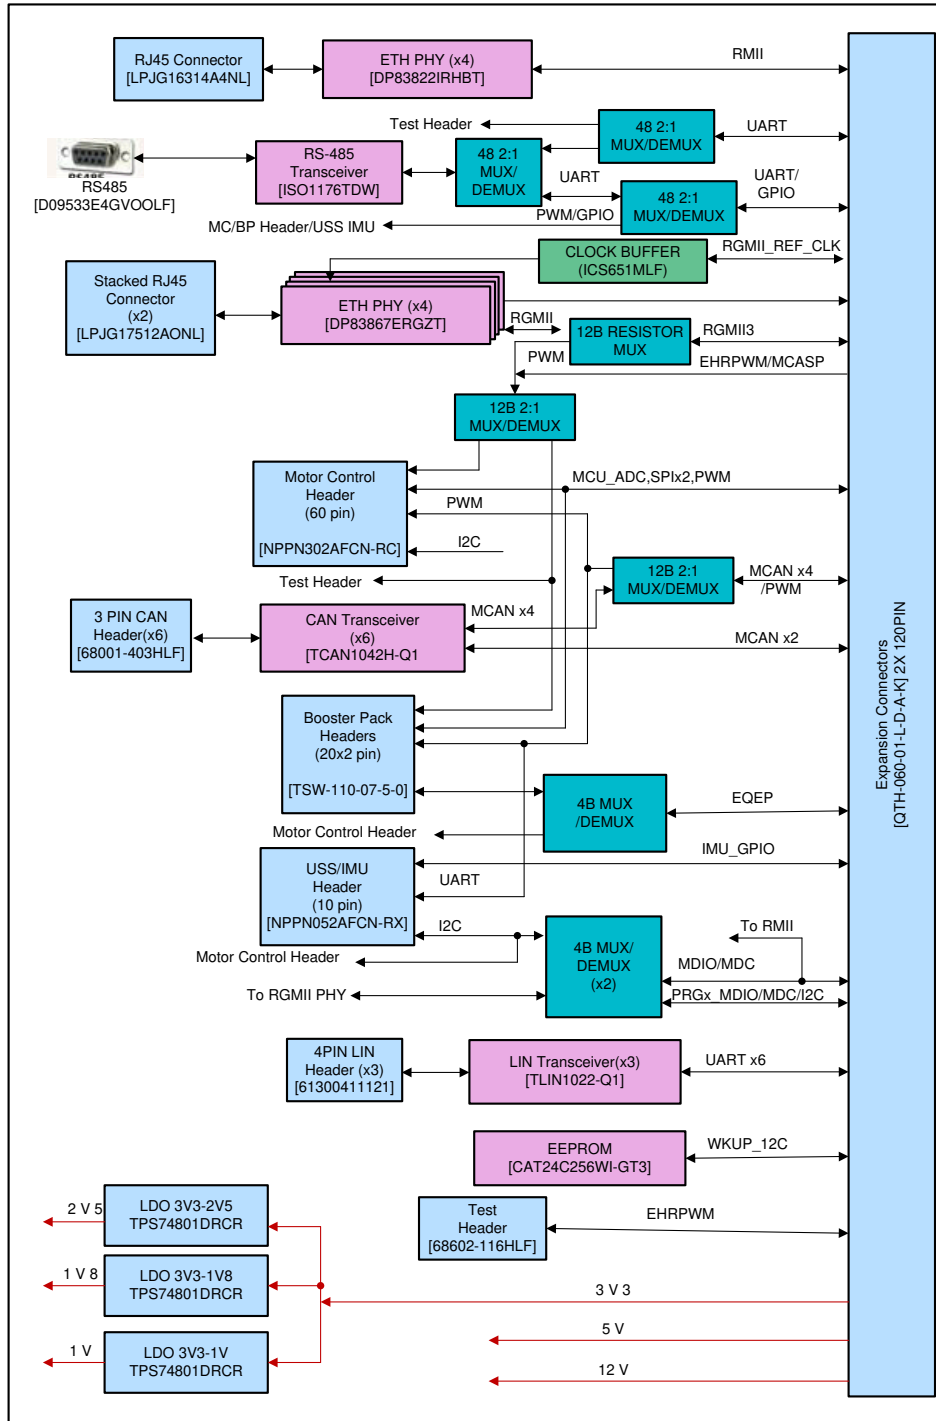 RJ45 Connector
[LPJG16314A4NL]
ETH PHY (x4)
[DP83822IRHBT]
RMII
Test Header
48 2:1
MUX/DEMUX
UART
RS485
RS485
[D09533E4GVOOLF]
RS-485
Transceiver
[ISO1176TDW]
48 2:1
MUX/
DEMUX
UART
48 2:1
MUX/DEMUX
UART/
GPIO
PWM/GPIO
MC/BP Header/USS IMU
CLOCK BUFFER
(ICS651MLF)
RGMII_REF_CLK
Stacked RJ45
Connector
(x2)
[LPJG17512AONL]
ETH PHY (x4)
[DP83867ERGZT]
RGMII
12B RESISTOR
MUX
RGMII3
PWM
EHRPWM/MCASP
12B 2:1
MUX/DEMUX
Motor Control
Header
(60 pin)
[NPPN302AFCN-RC]
MCU_ADC,SPIx2,PWM
PWM
I2C
Test Header
12B 2:1
MUX/DEMUX
MCAN x4
/PWM
3 PIN CAN
Header(x6)
[68001-403HLF]
CAN Transceiver
(x6)
[TCAN1042H-Q1
MCAN x4
MCAN x2
Expansion Connectors
[QTH-060-01-L-D-A-K] 2X 120PIN
Booster Pack
Headers
(20x2 pin)
[TSW-110-07-5-0]
4B MUX
/DEMUX
EQEP
Motor Control Header
IMU_GPIO
USS/IMU
Header
(10 pin)
[NPPN052AFCN-RX]
UART
I2C
Motor Control Header
4B MUX/
DEMUX
(x2)
To RMII
MDIO/MDC
To RGMII PHY
PRGx_MDIO/MDC/I2C
4PIN LIN
Header (x3)
[61300411121]
LIN Transceiver(x3)
[TLIN1022-Q1]
UART x6
EEPROM
[CAT24C256WI-GT3]
WKUP_12C
2 V 5
LDO 3V3-2V5
TPS74801DRCR
Test
Header
[68602-116HLF]
EHRPWM
1 V 8
LDO 3V3-1V8
TPS74801DRCR
3 V 3
5 V
1 V
LDO 3V3-1V
TPS74801DRCR
12 V